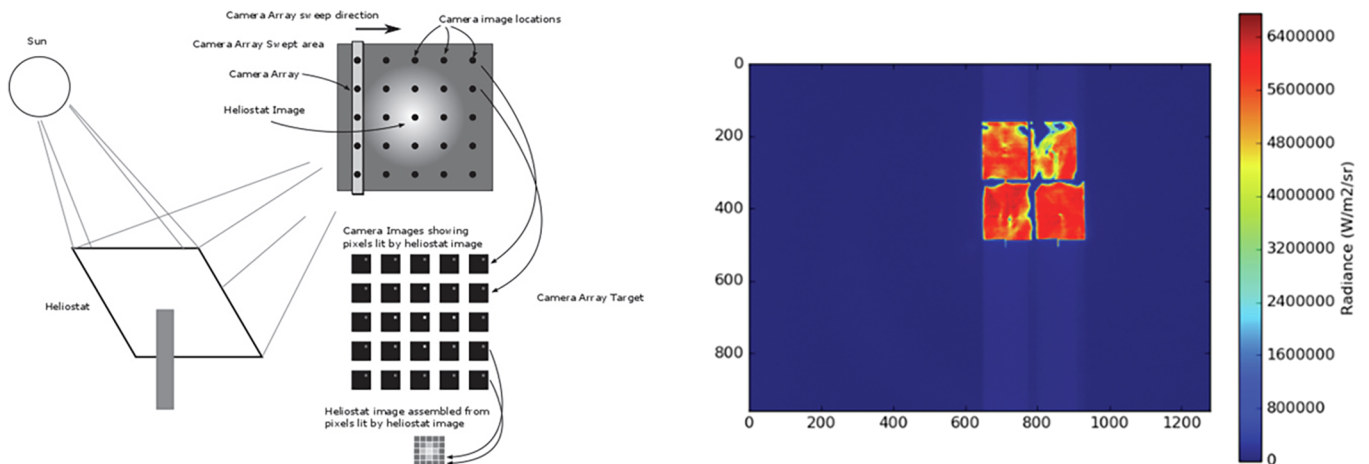 Camera Array sweep direction
Camera image locations
Sun
Camera Array Swept area
Camera Array
Heliostat Image
Camera Images showing
pixels lit by heliostat image
Heliostat
Camera Array Target
Heliostat image assembled from
pixels lit by heliostat image
0
200
400
600
800
0
200
400
600
800
1000
1200
6400000
5600000
4800000
4000000
3200000
2400000
1600000
800000
0
Radiance (W/m2/sr)